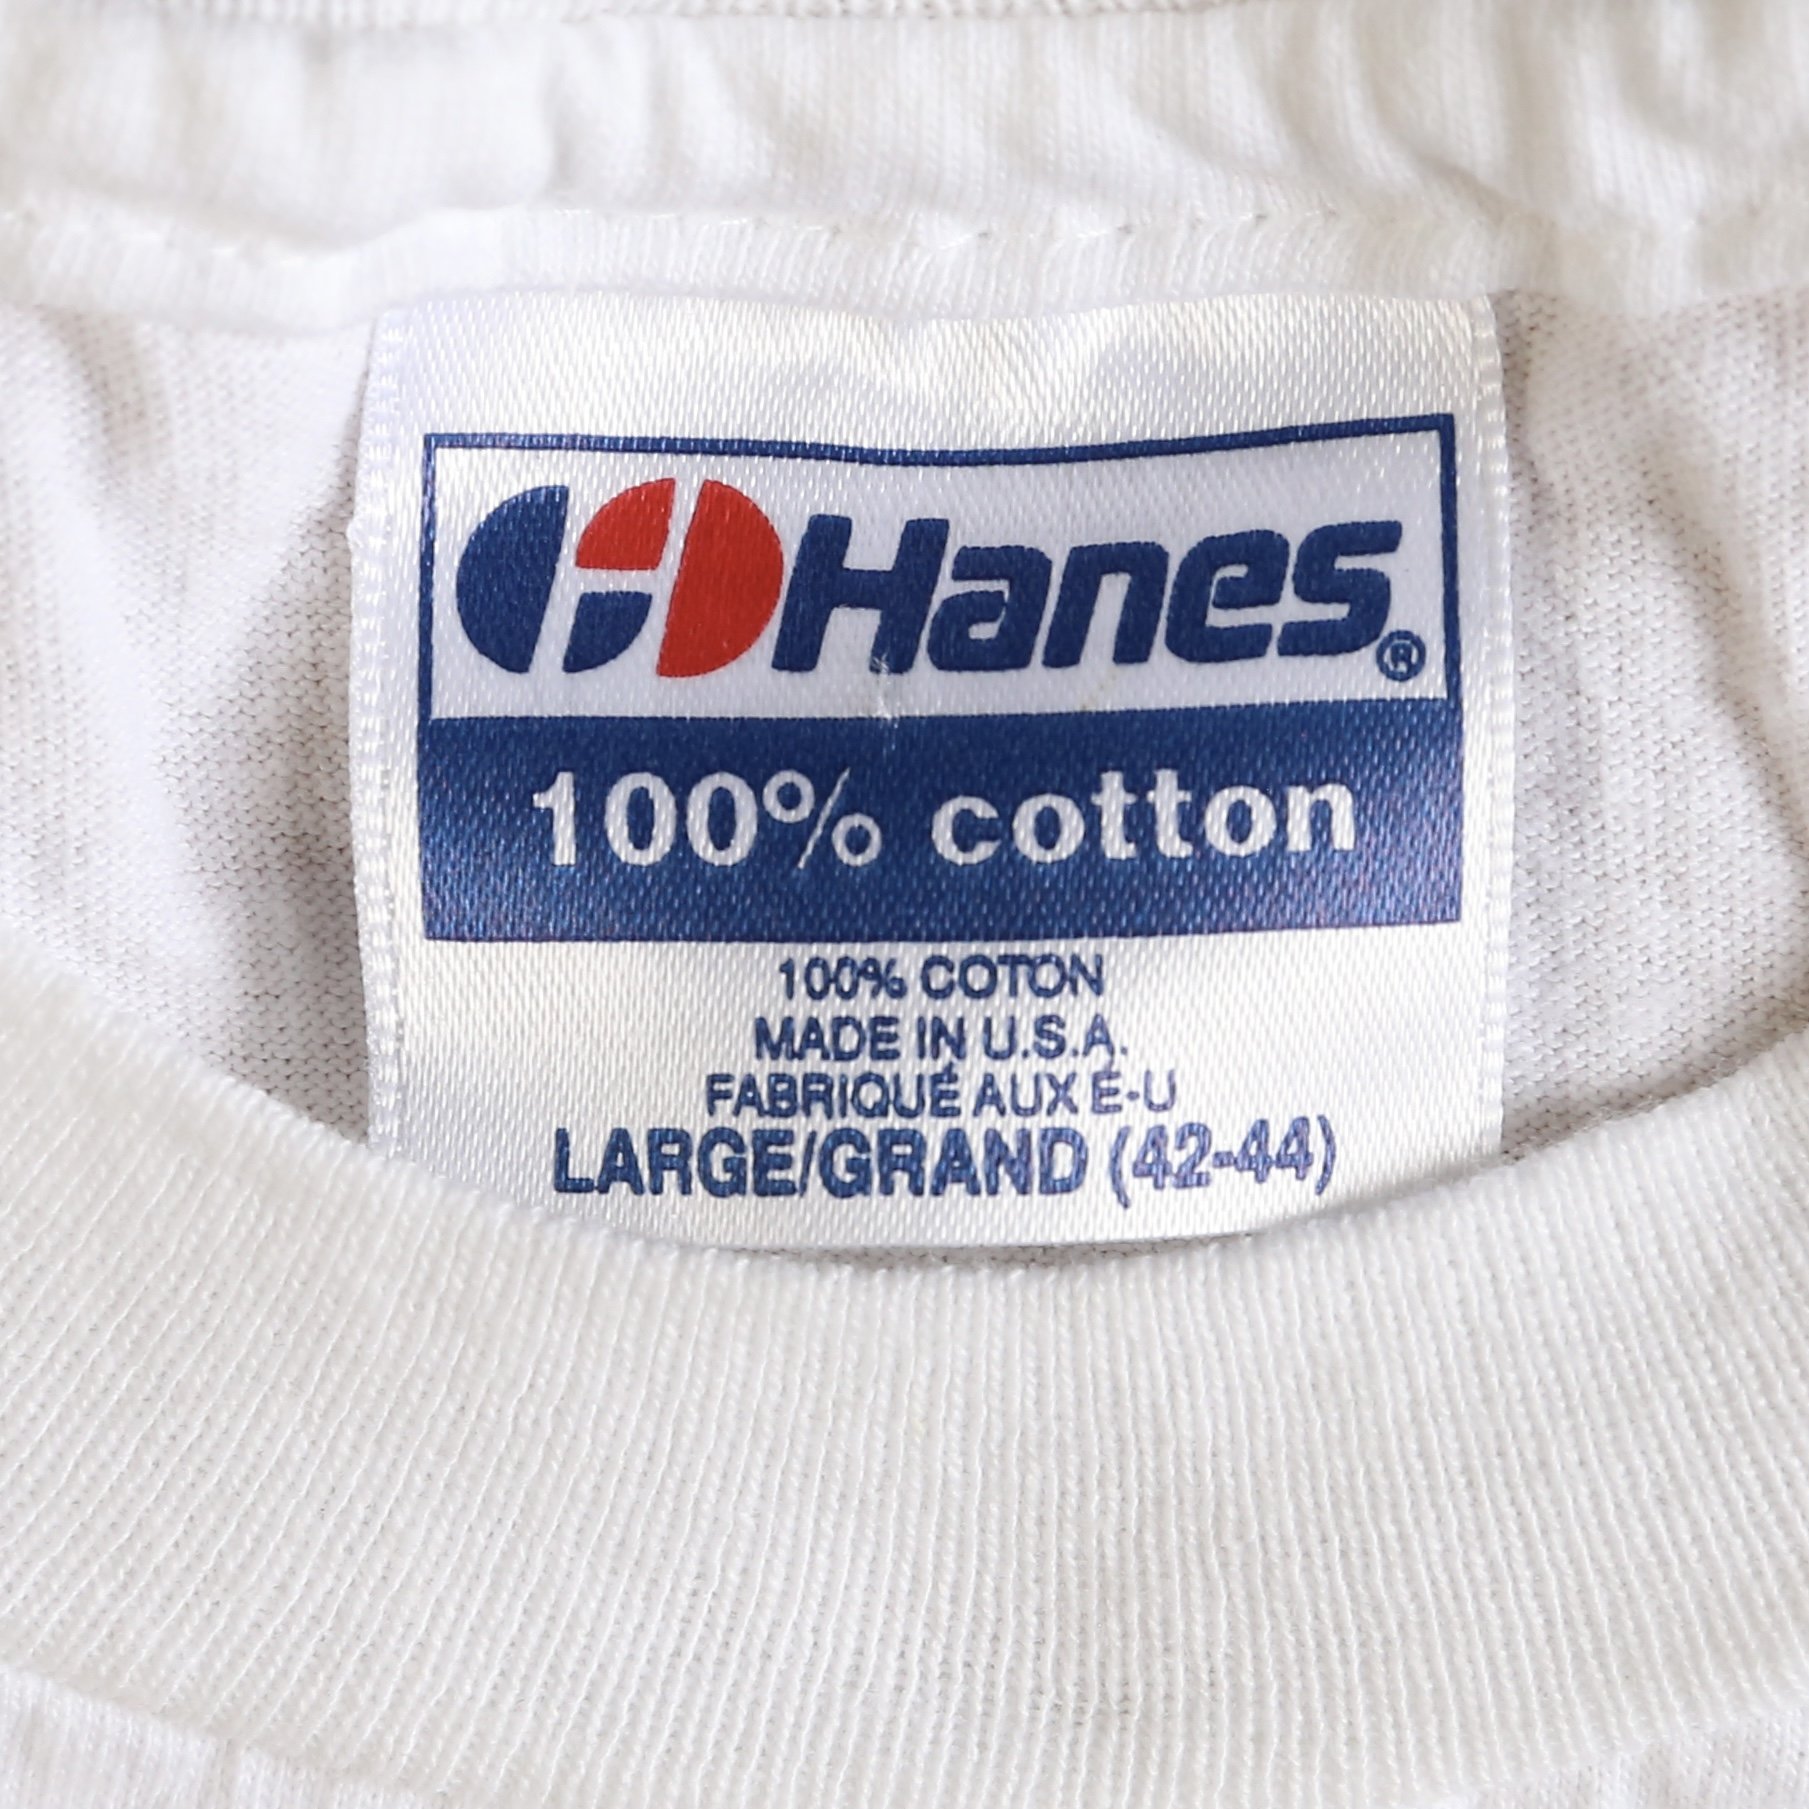 Hanes®
100% cotton
100% COTON
MADE IN U.S.A.
FABRIQUÉ AUX É-U
LARGE/GRAND (42-44)